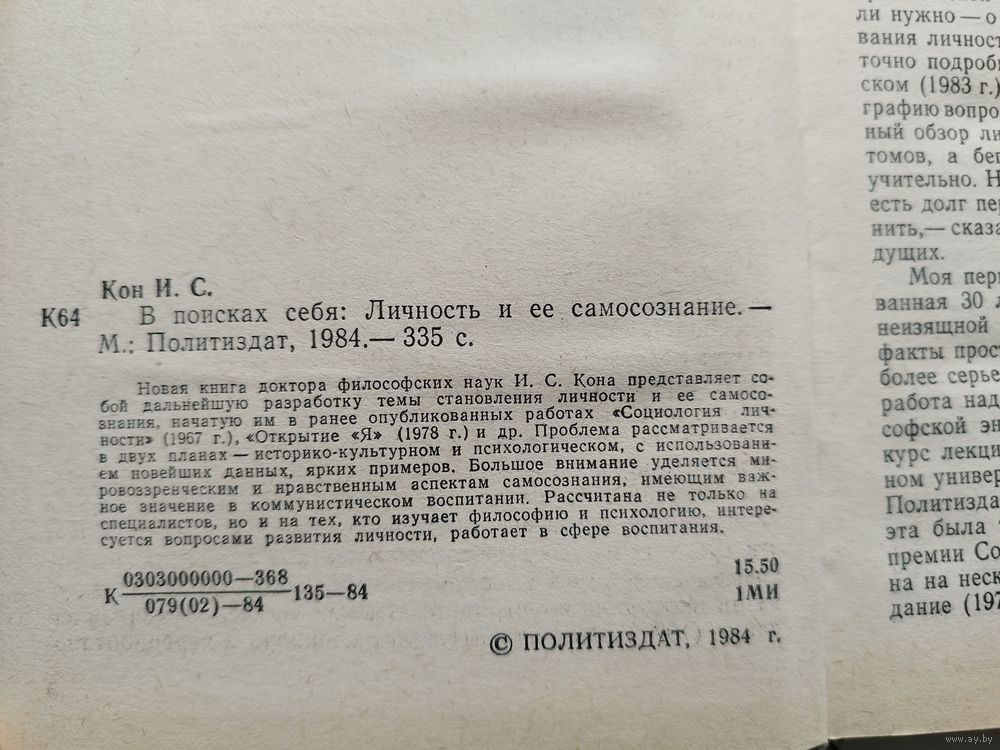 Кон И. С.
К64 В поисках себя: Личность и ее самосознание.—
М.: Политиздат, 1984.— 335 с.
Новая книга доктора философских наук И. С. Кона представляет со-
бой дальнейшую разработку темы становления личности и ее самосо-
знания, начатую им в ранее опубликованных работах «Социология лич-
ности» (1967 г.), «Открытие «Я» (1978 г.) и др. Проблема рассматривается
в двух планах — историко-культурном и психологическом, с использовани-
ем новейших данных, ярких примеров. Большое внимание уделяется ми-
ровоззренческим и нравственным аспектам самосознания, имеющим важ-
ное значение в коммунистическом воспитании. Рассчитана не только на
специалистов, но и на тех, кто изучает философию и психологию, интере-
суется вопросами развития личности, работает в сфере воспитания.
К 0303000000—368
079(02)—84 135—84
15.50
1МИ
© ПОЛИТИЗДАТ, 1984 г.
ли нужно — о
вания личност
точно подроб
ском (1983 г.)
графию вопро
ный обзор ли
томов, а бег
учительно. Н
есть долг пе
нить,— сказа
дущих.
Моя перв
ванная 30 л
неизящной
факты прос
более серье
работа над
софской эн
курс лекци
ном универ
Политизда
эта была
премии Со
на на неск
дание (197
www.ay.by